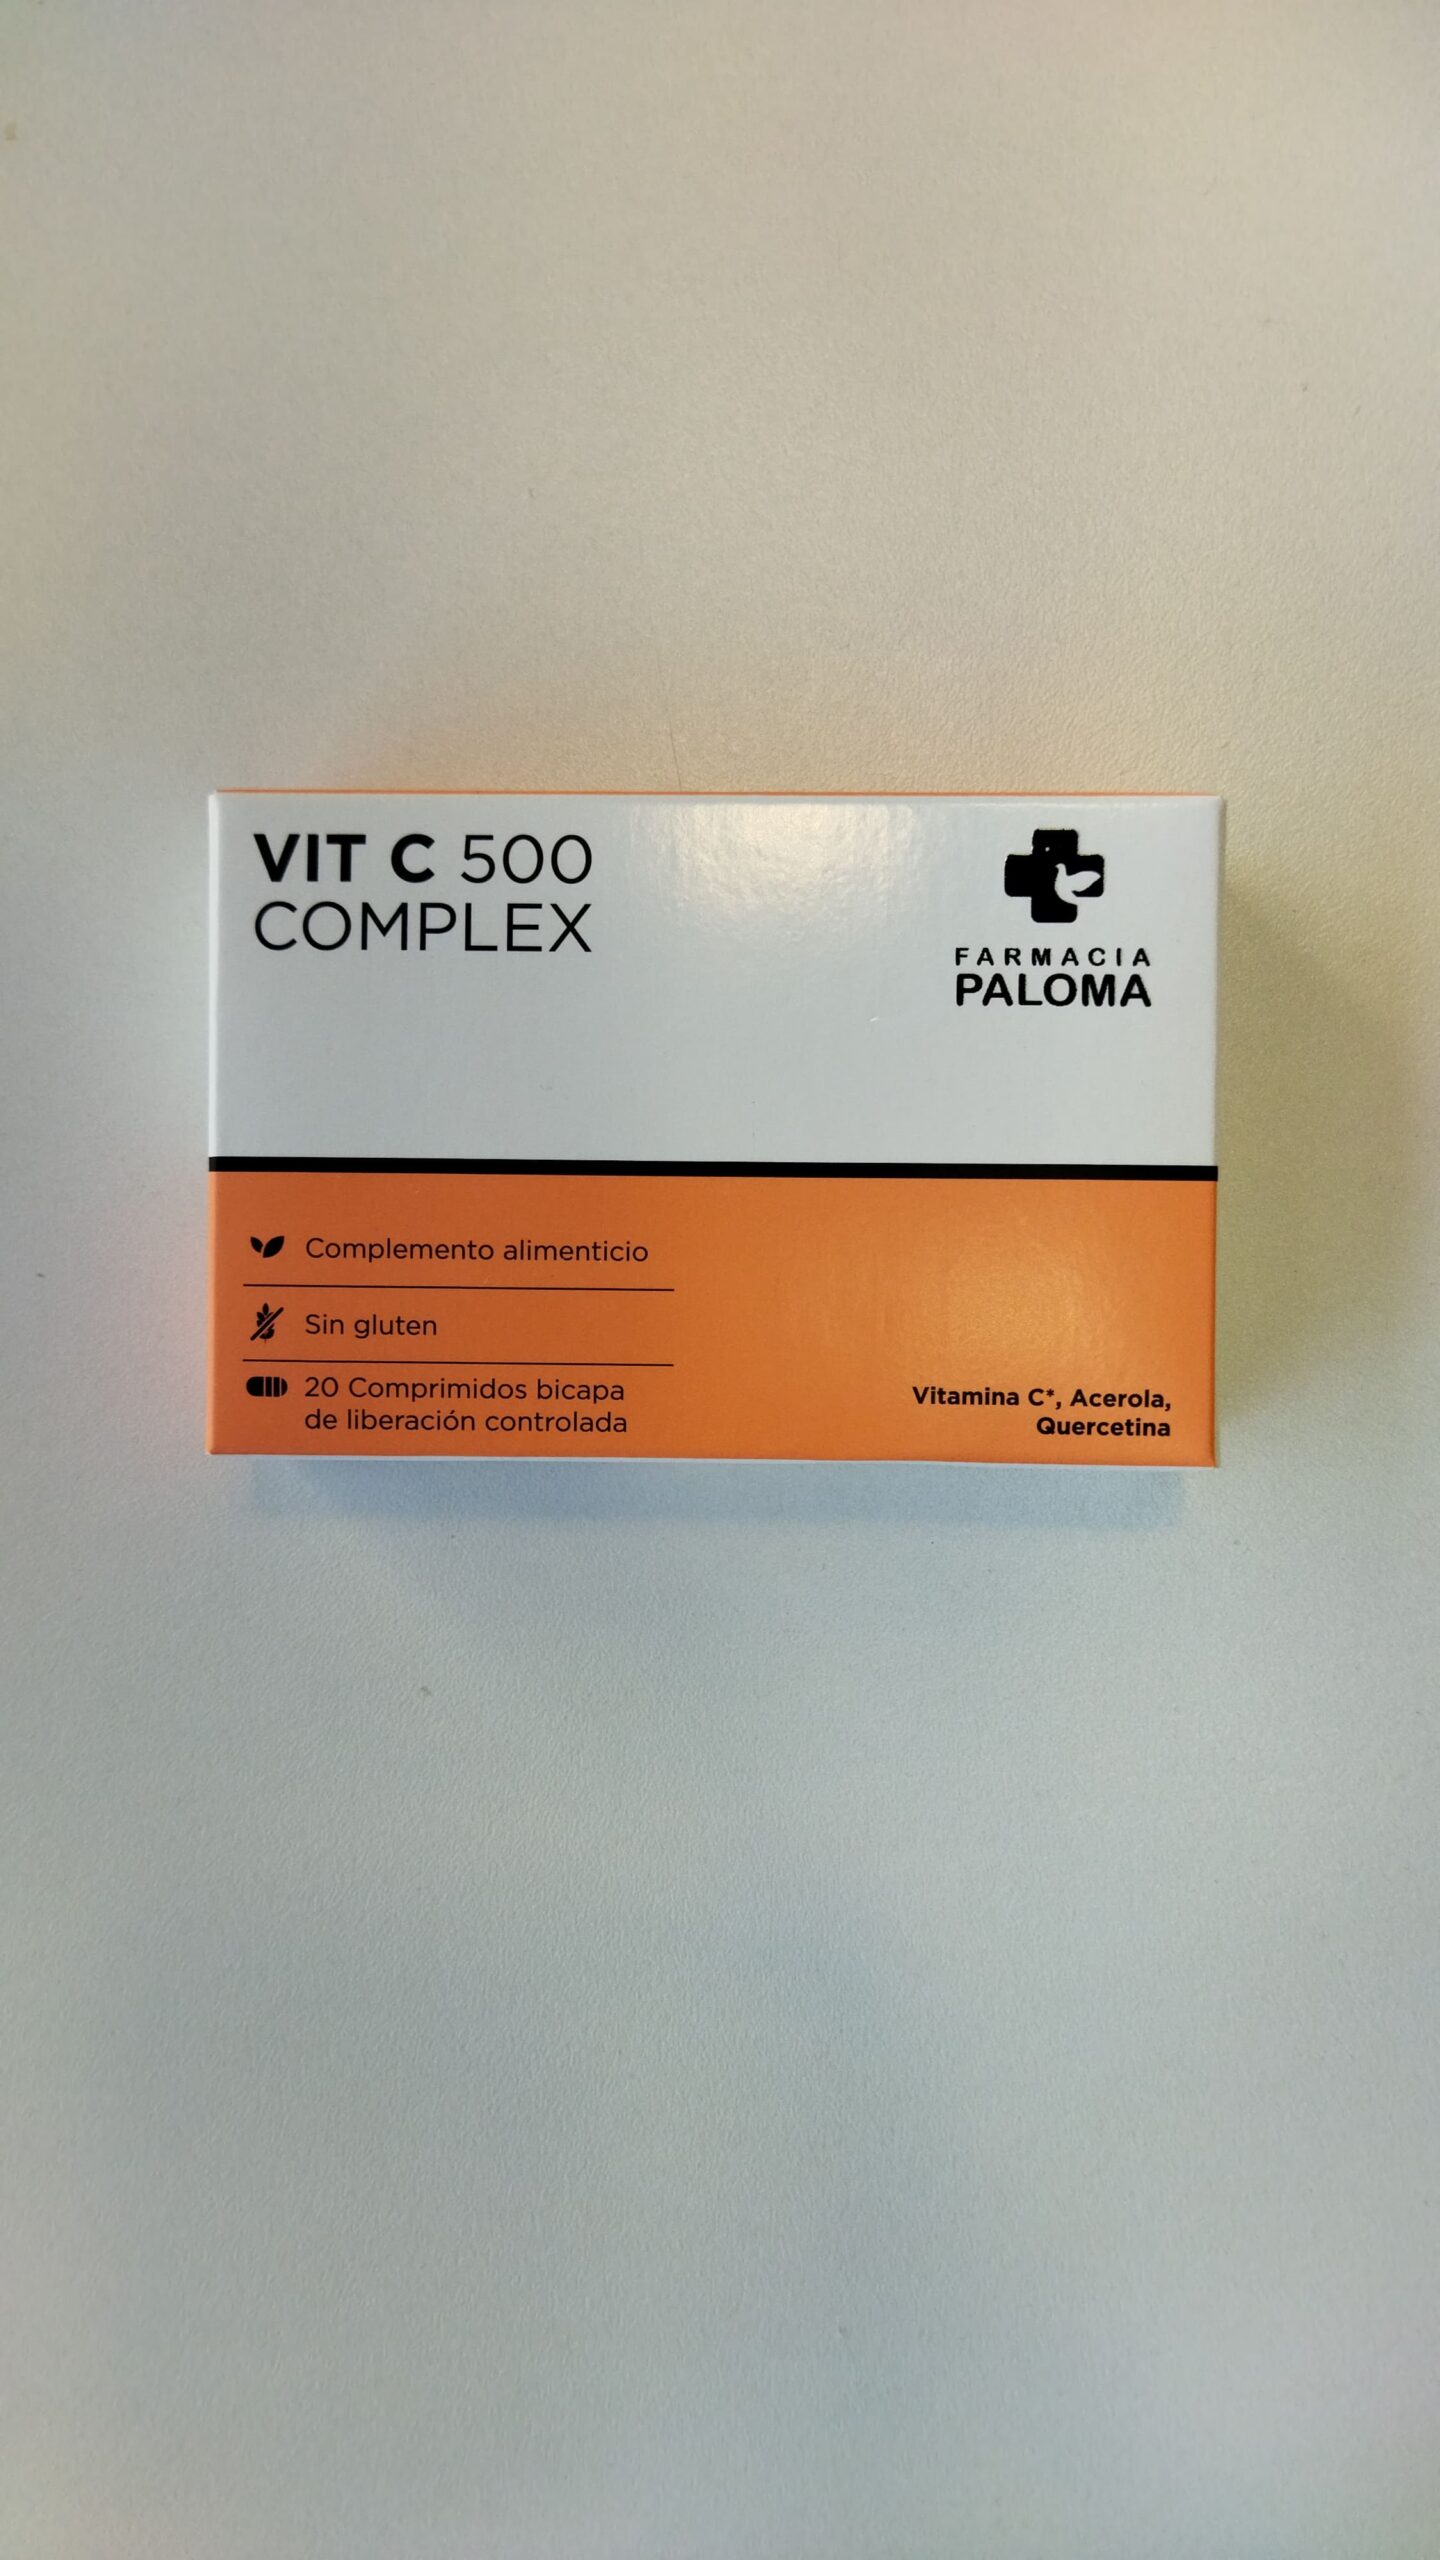 VIT C 500
COMPLEX
FARMACIA
PALOMA
Complemento alimenticio
Sin gluten
20 Comprimidos bicapa
de liberación controlada
Vitamina C*, Acerola,
Quercetina